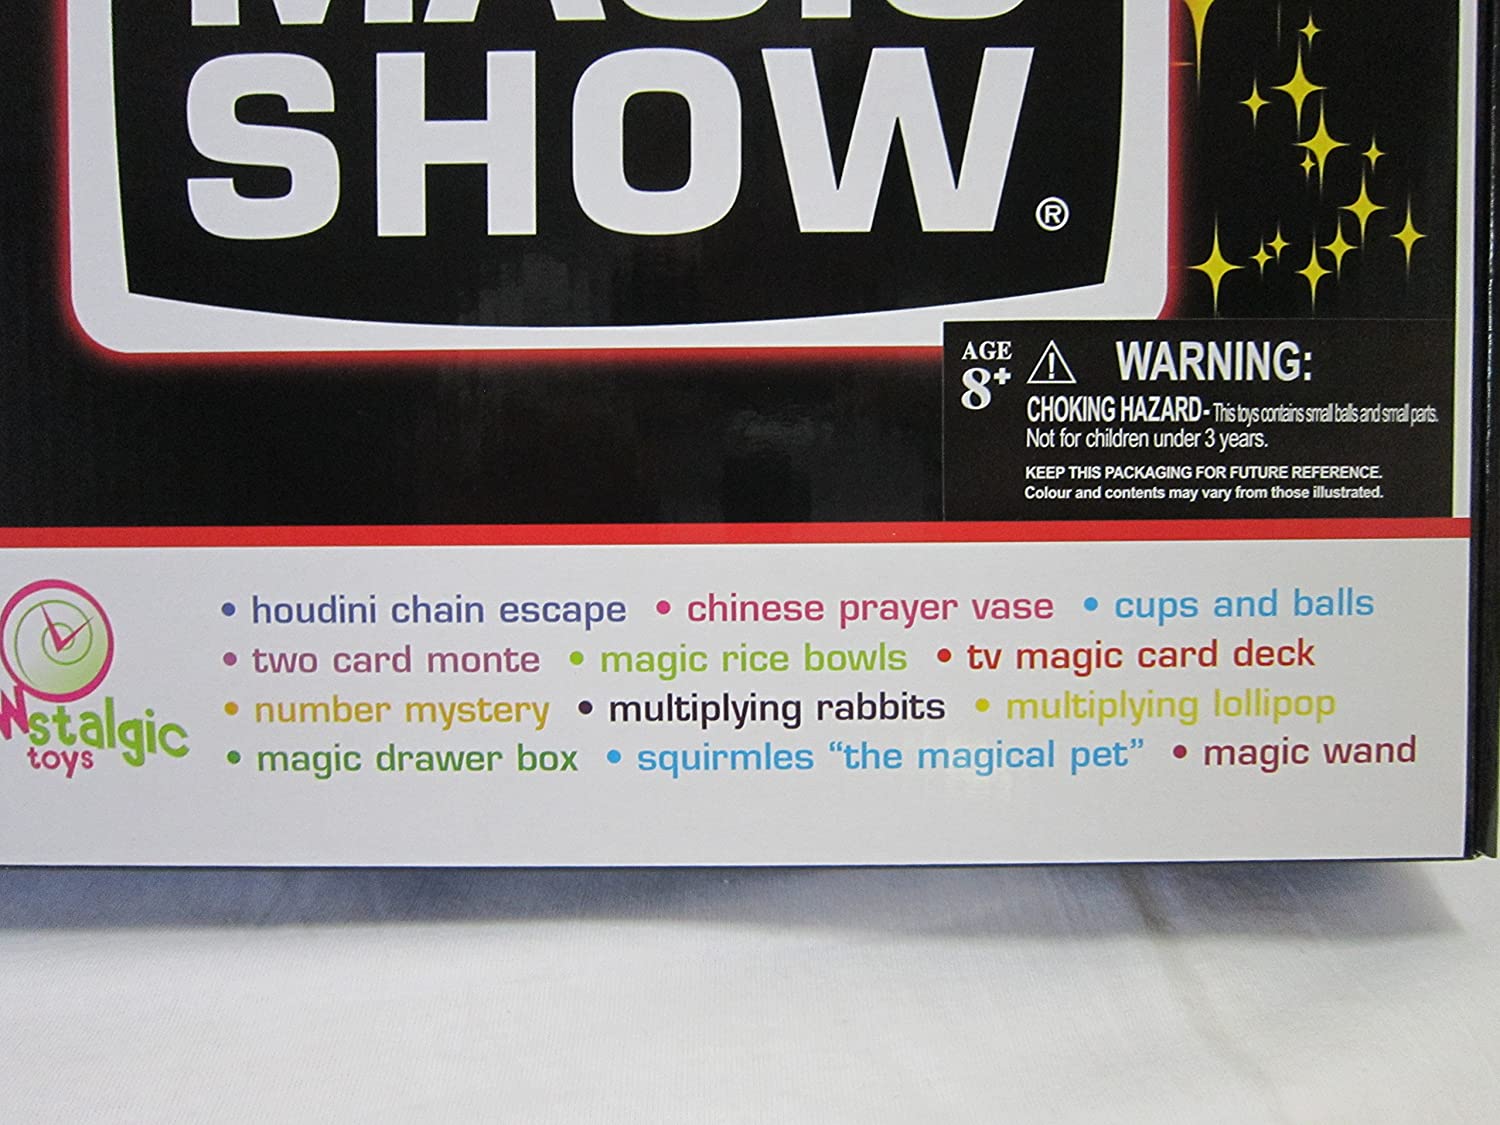 MAGIC
SHOW®
AGE
8+
WARNING:
CHOKING HAZARD- This toys contains small balls and small parts.
Not for children under 3 years.
KEEP THIS PACKAGING FOR FUTURE REFERENCE.
Colour and contents may vary from those illustrated.
Nstalgic
toys
• houdini chain escape • chinese prayer vase • cups and balls
• two card monte • magic rice bowls • tv magic card deck
• number mystery • multiplying rabbits • multiplying lollipop
• magic drawer box • squirmles “the magical pet” • magic wand